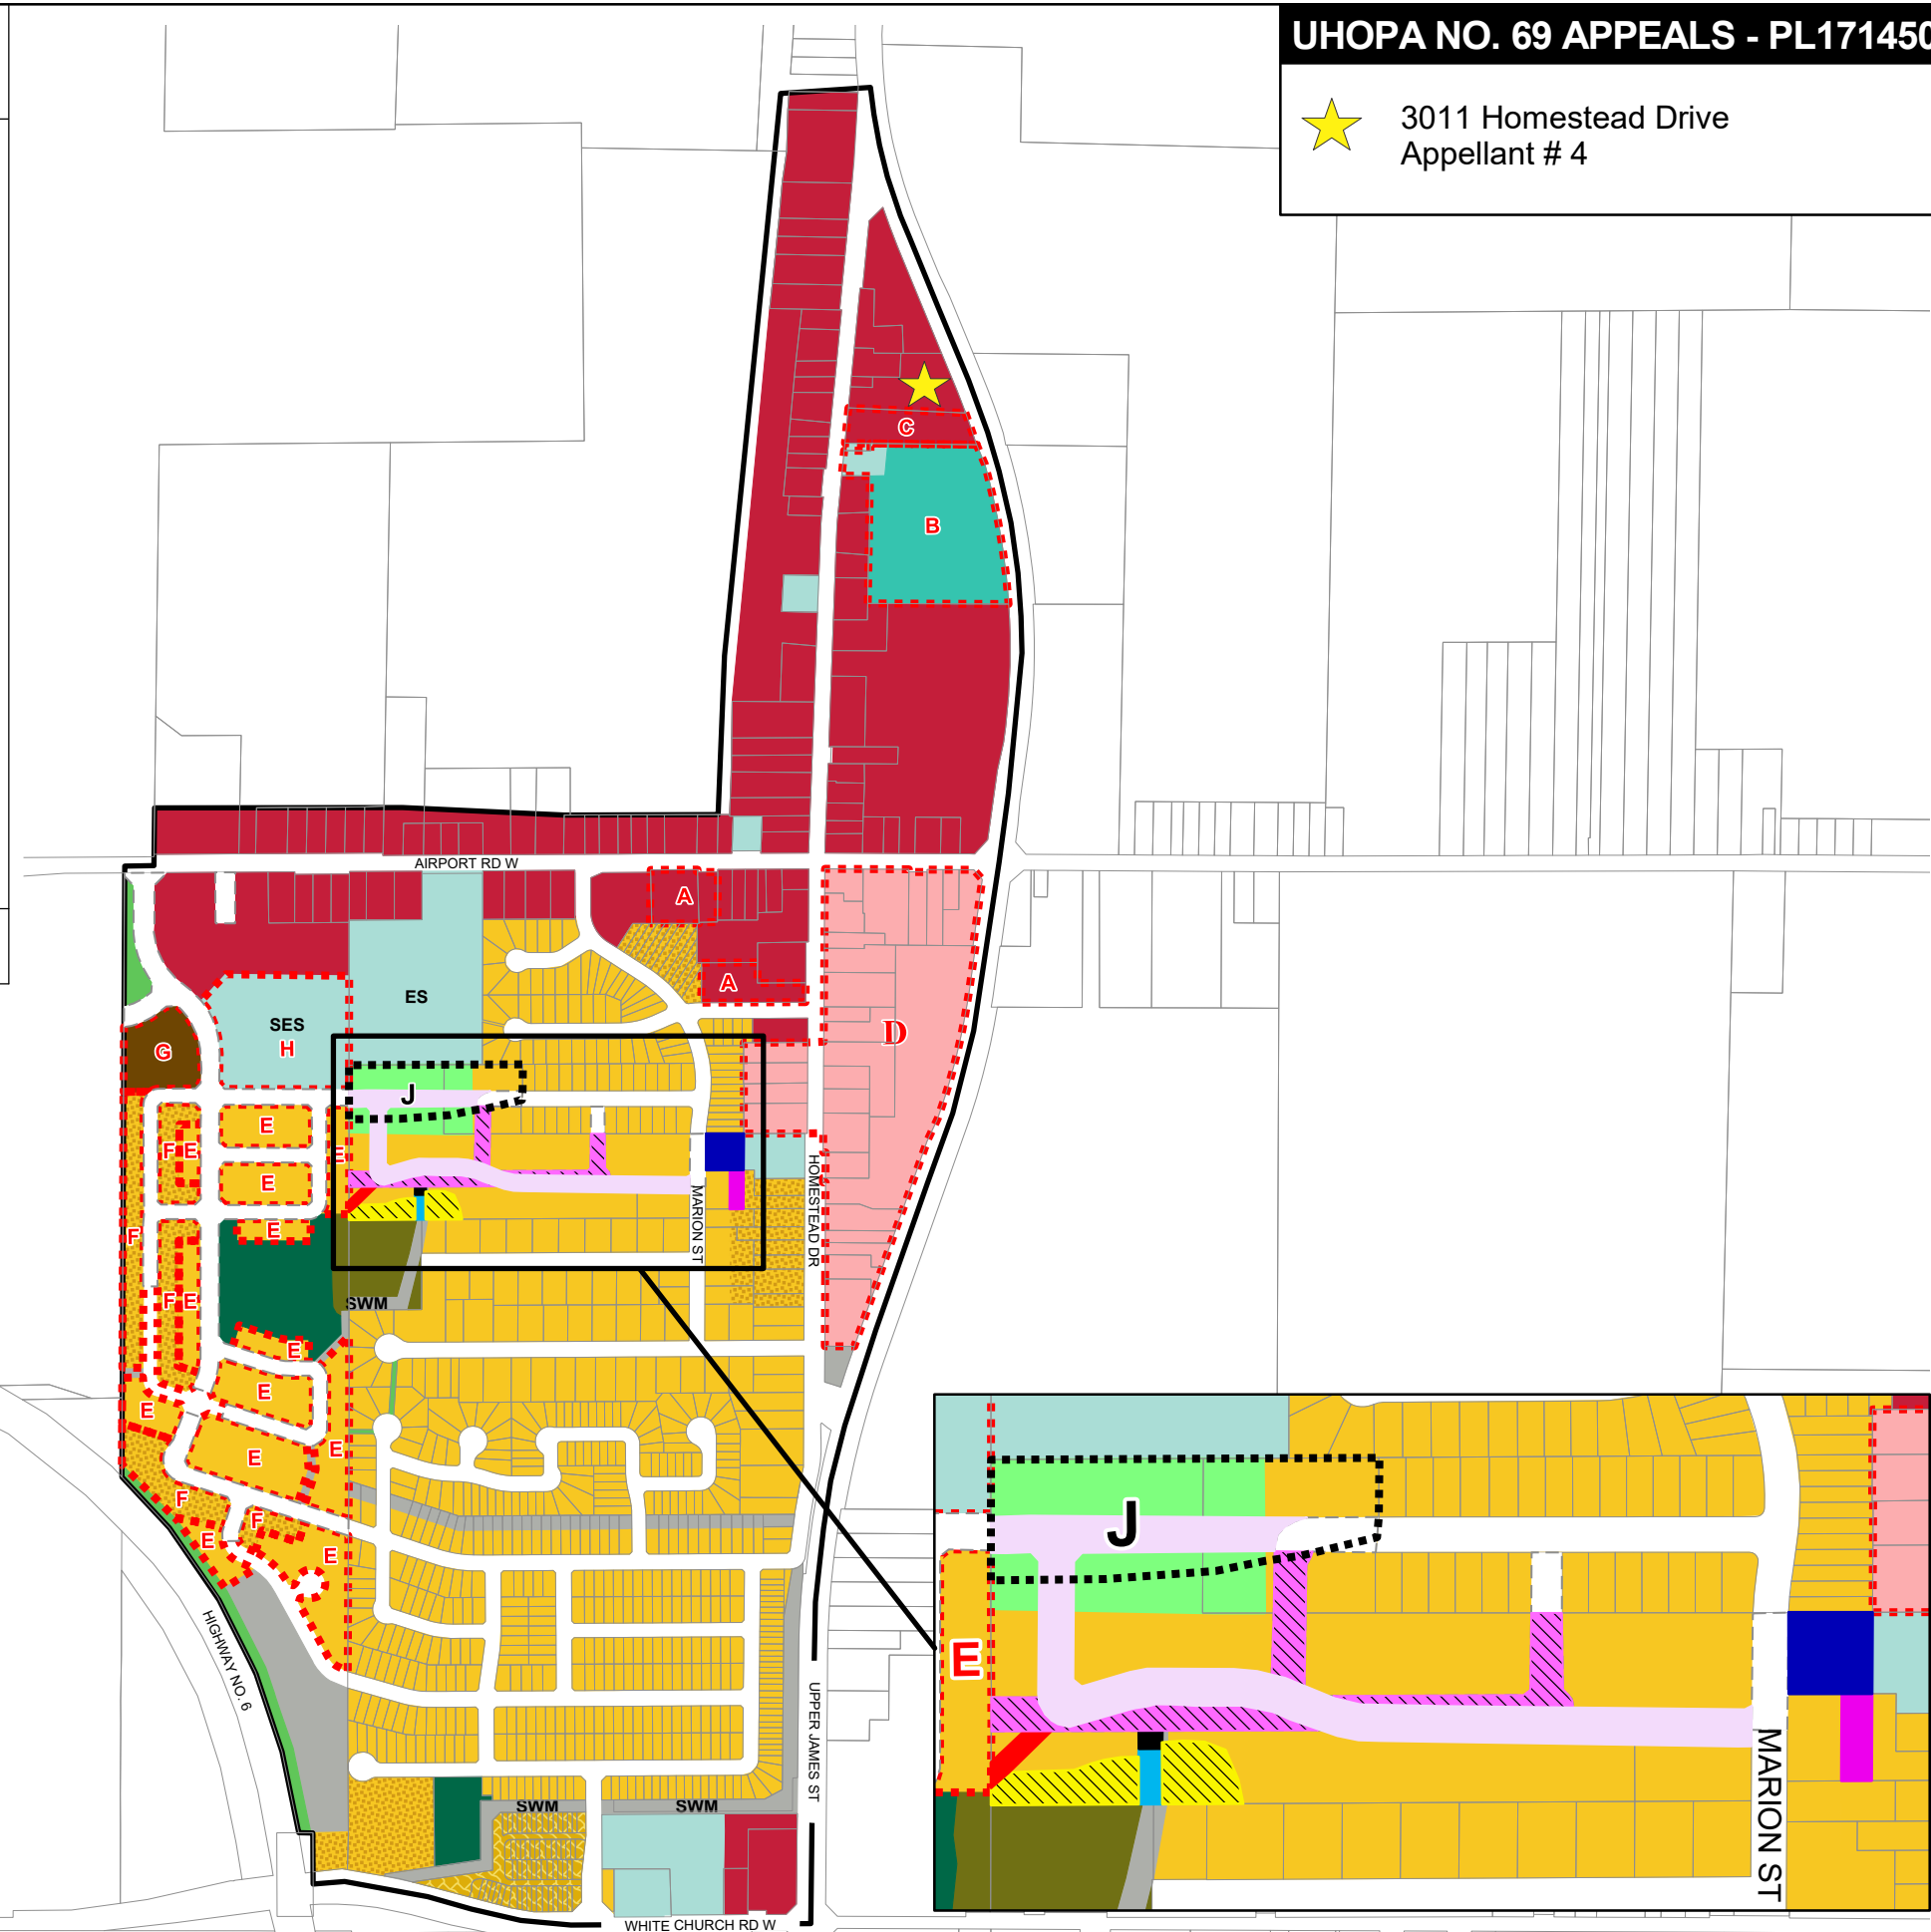 UHOPA NO. 69 APPEALS - PL171450
3011 Homestead Drive
Appellant # 4
C
B
AIRPORT RD W
A
ES
A
SES
H
D
G
J
E
F E
E
E
HOMESTEAD DR
MARION ST
E
F
F E
SWM
E
E
E
E
E
F
F
E
E
HIGHWAY NO. 6
UPPER JAMES ST
SWM
SWM
WHITE CHURCH RD W
J
E
MARION ST